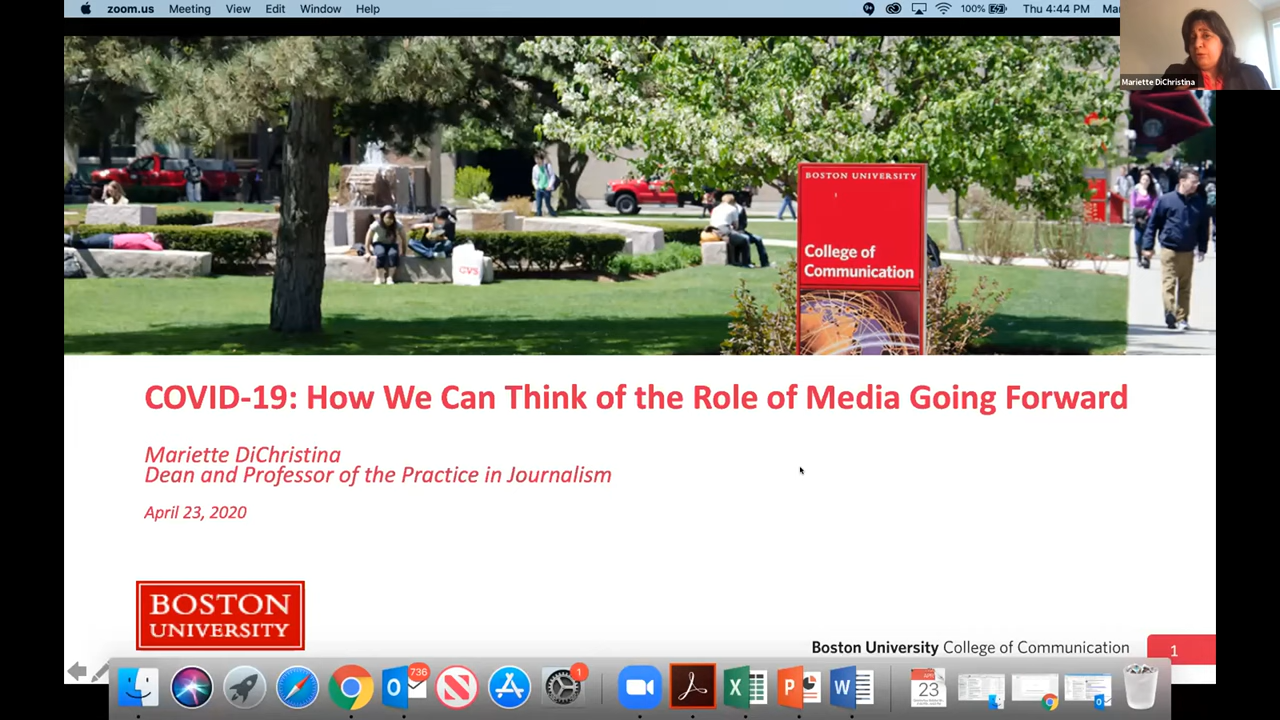 zoom.us Meeting View Edit Window Help
100% Thu 4:44 PM
Mariette DiChristina
BOSTON UNIVERSITY
College of
Communication
CVS
COVID-19: How We Can Think of the Role of Media Going Forward
Mariette DiChristina
Dean and Professor of the Practice in Journalism
April 23, 2020
BOSTON
UNIVERSITY
Boston University College of Communication
1
736
1
23